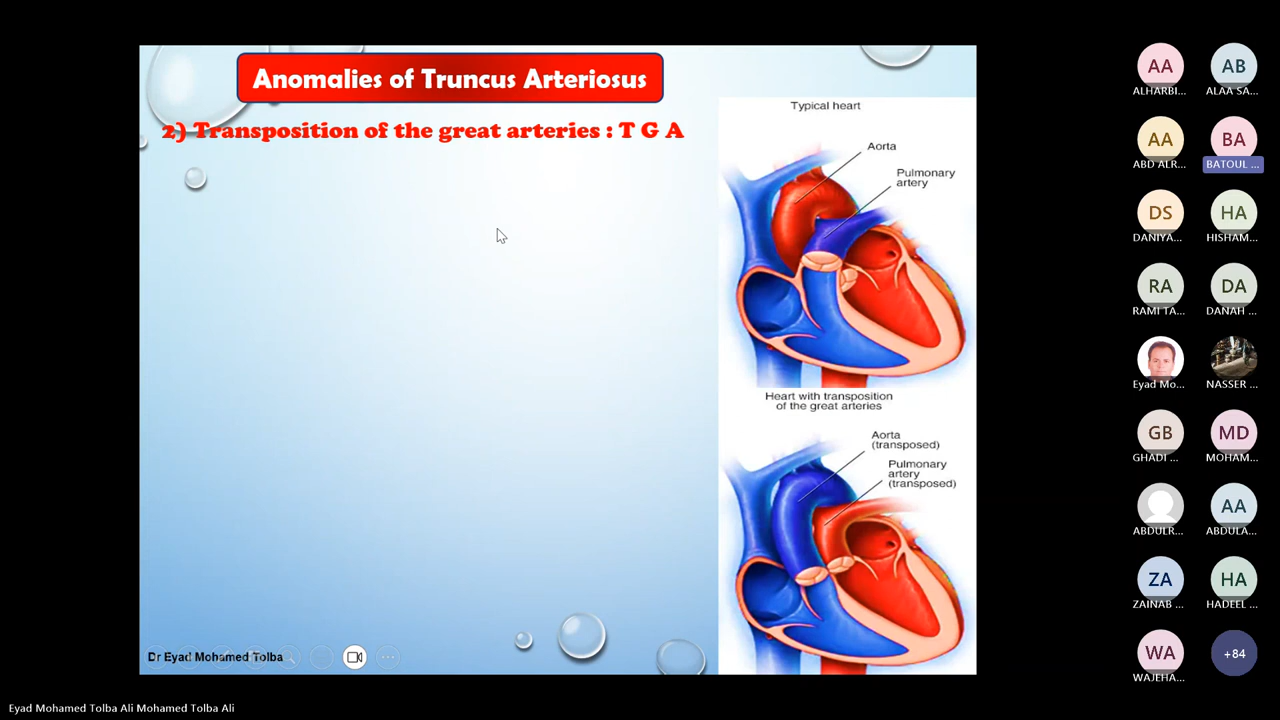 Anomalies of Truncus Arteriosus
2) Transposition of the great arteries : T G A
Typical heart
Aorta
Pulmonary
artery
Heart with transposition
of the great arteries
Aorta
(transposed)
Pulmonary
artery
(transposed)
Dr Eyad Mohamed Tolba
AA
ALHARBI...
AB
ALAA SA...
AA
ABD ALR...
BA
BATOUL ...
DS
DANIYA...
HA
HISHAM...
RA
RAMI TA...
DA
DANAH ...
Eyad Mo...
NASSER ...
GB
GHADI ...
MD
MOHAM...
ABDULR...
AA
ABDULA...
ZA
ZAINAB ...
HA
HADEEL ...
WA
WAJEHA...
+84
Eyad Mohamed Tolba Ali Mohamed Tolba Ali